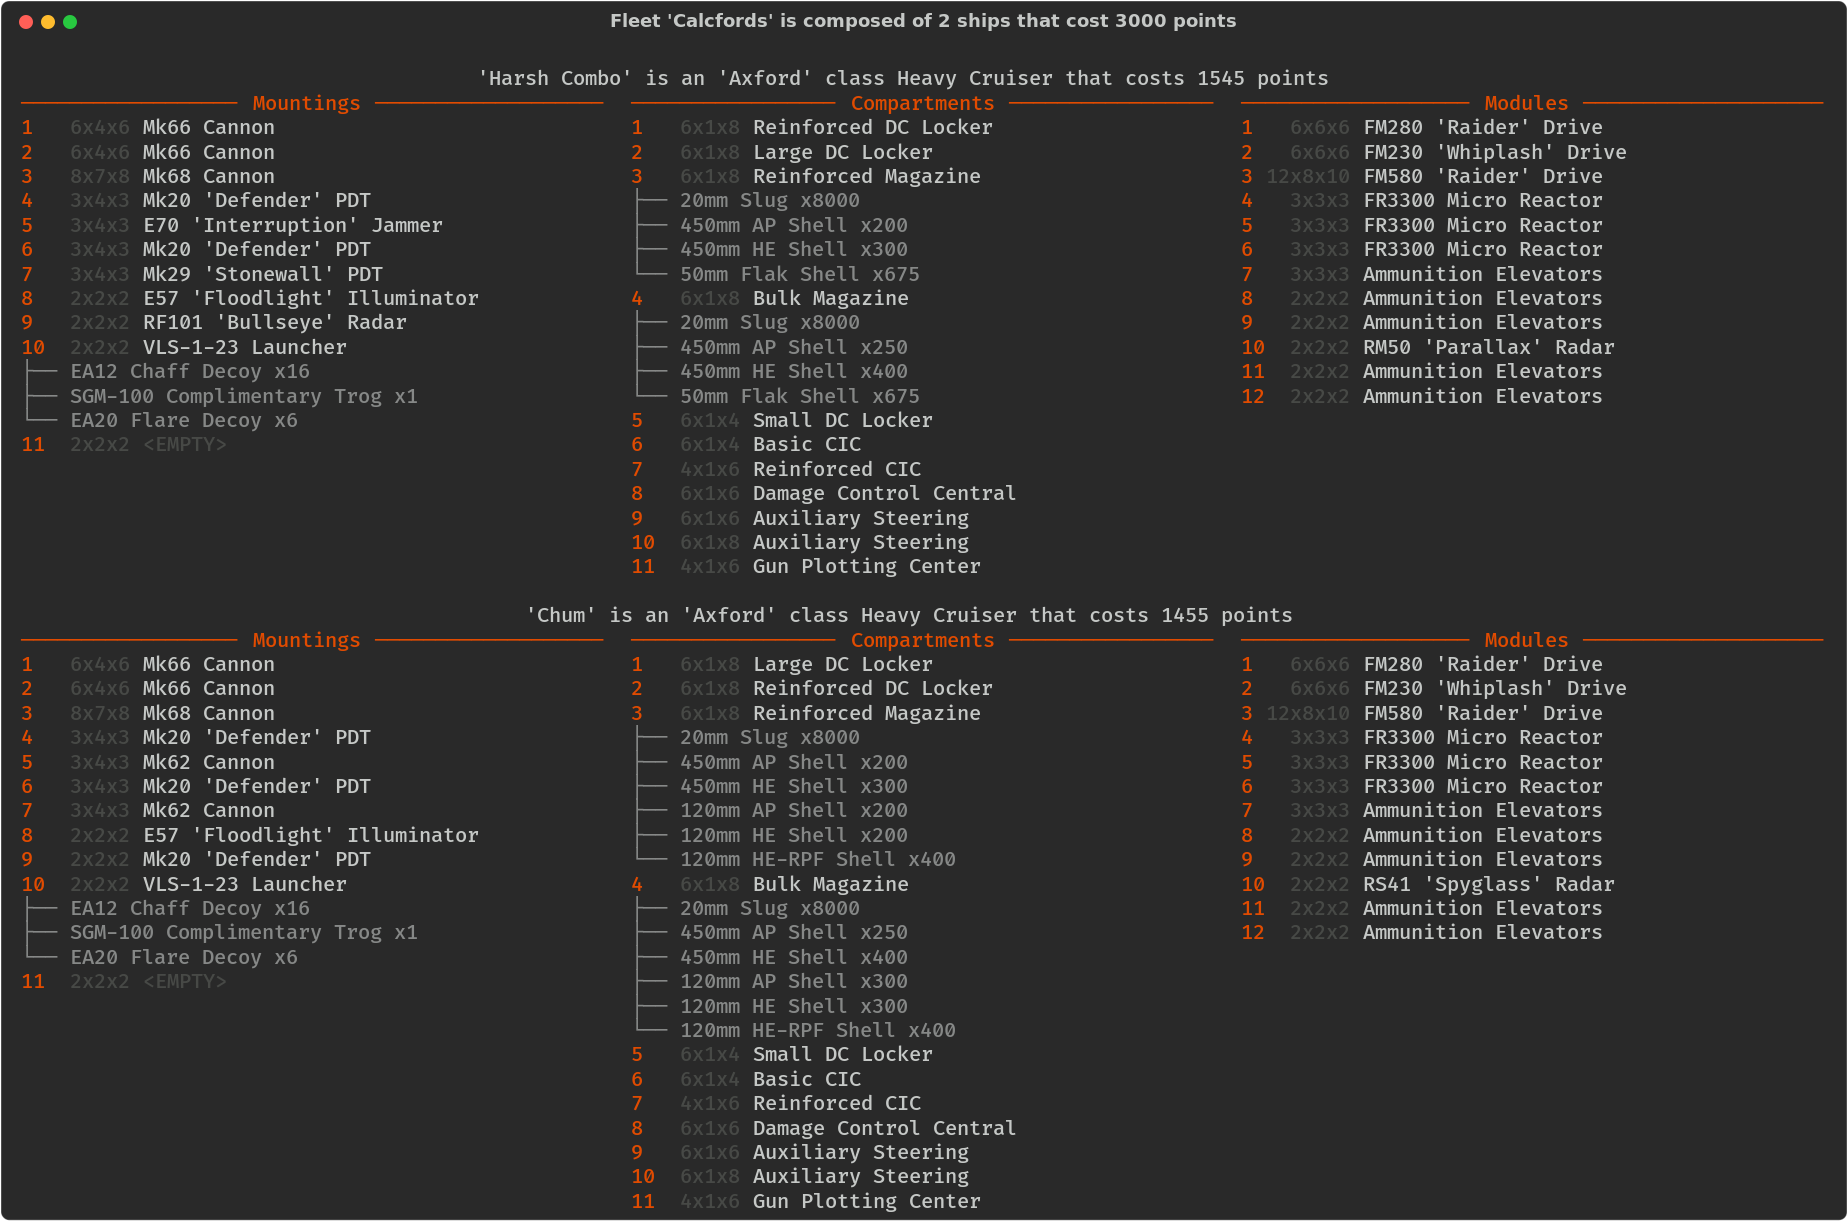 Fleet 'Calcfords' is composed of 2 ships that cost 3000 points
'Harsh Combo' is an 'Axford' class Heavy Cruiser that costs 1545 points
Mountings
1 6x4x6 Mk66 Cannon
2 6x4x6 Mk66 Cannon
3 8x7x8 Mk68 Cannon
4 3x4x3 Mk20 'Defender' PDT
5 3x4x3 E70 'Interruption' Jammer
6 3x4x3 Mk20 'Defender' PDT
7 3x4x3 Mk29 'Stonewall' PDT
8 2x2x2 E57 'Floodlight' Illuminator
9 2x2x2 RF101 'Bullseye' Radar
10 2x2x2 VLS-1-23 Launcher
EA12 Chaff Decoy x16
SGM-100 Complimentary Trog x1
EA20 Flare Decoy x6
11 2x2x2 <EMPTY>
Compartments
1 6x1x8 Reinforced DC Locker
2 6x1x8 Large DC Locker
3 6x1x8 Reinforced Magazine
20mm Slug x8000
450mm AP Shell x200
450mm HE Shell x300
50mm Flak Shell x675
4 6x1x8 Bulk Magazine
20mm Slug x8000
450mm AP Shell x250
450mm HE Shell x400
50mm Flak Shell x675
5 6x1x4 Small DC Locker
6 6x1x4 Basic CIC
7 4x1x6 Reinforced CIC
8 6x1x6 Damage Control Central
9 6x1x6 Auxiliary Steering
10 6x1x8 Auxiliary Steering
11 4x1x6 Gun Plotting Center
Modules
1 6x6x6 FM280 'Raider' Drive
2 6x6x6 FM230 'Whiplash' Drive
3 12x8x10 FM580 'Raider' Drive
4 3x3x3 FR3300 Micro Reactor
5 3x3x3 FR3300 Micro Reactor
6 3x3x3 FR3300 Micro Reactor
7 3x3x3 Ammunition Elevators
8 2x2x2 Ammunition Elevators
9 2x2x2 Ammunition Elevators
10 2x2x2 RM50 'Parallax' Radar
11 2x2x2 Ammunition Elevators
12 2x2x2 Ammunition Elevators
'Chum' is an 'Axford' class Heavy Cruiser that costs 1455 points
Mountings
1 6x4x6 Mk66 Cannon
2 6x4x6 Mk66 Cannon
3 8x7x8 Mk68 Cannon
4 3x4x3 Mk20 'Defender' PDT
5 3x4x3 Mk62 Cannon
6 3x4x3 Mk20 'Defender' PDT
7 3x4x3 Mk62 Cannon
8 2x2x2 E57 'Floodlight' Illuminator
9 2x2x2 Mk20 'Defender' PDT
10 2x2x2 VLS-1-23 Launcher
EA12 Chaff Decoy x16
SGM-100 Complimentary Trog x1
EA20 Flare Decoy x6
11 2x2x2 <EMPTY>
Compartments
1 6x1x8 Large DC Locker
2 6x1x8 Reinforced DC Locker
3 6x1x8 Reinforced Magazine
20mm Slug x8000
450mm AP Shell x200
450mm HE Shell x300
120mm AP Shell x200
120mm HE Shell x200
120mm HE-RPF Shell x400
4 6x1x8 Bulk Magazine
20mm Slug x8000
450mm AP Shell x250
450mm HE Shell x400
120mm AP Shell x300
120mm HE Shell x300
120mm HE-RPF Shell x400
5 6x1x4 Small DC Locker
6 6x1x4 Basic CIC
7 4x1x6 Reinforced CIC
8 6x1x6 Damage Control Central
9 6x1x6 Auxiliary Steering
10 6x1x8 Auxiliary Steering
11 4x1x6 Gun Plotting Center
Modules
1 6x6x6 FM280 'Raider' Drive
2 6x6x6 FM230 'Whiplash' Drive
3 12x8x10 FM580 'Raider' Drive
4 3x3x3 FR3300 Micro Reactor
5 3x3x3 FR3300 Micro Reactor
6 3x3x3 FR3300 Micro Reactor
7 3x3x3 Ammunition Elevators
8 2x2x2 Ammunition Elevators
9 2x2x2 Ammunition Elevators
10 2x2x2 RS41 'Spyglass' Radar
11 2x2x2 Ammunition Elevators
12 2x2x2 Ammunition Elevators